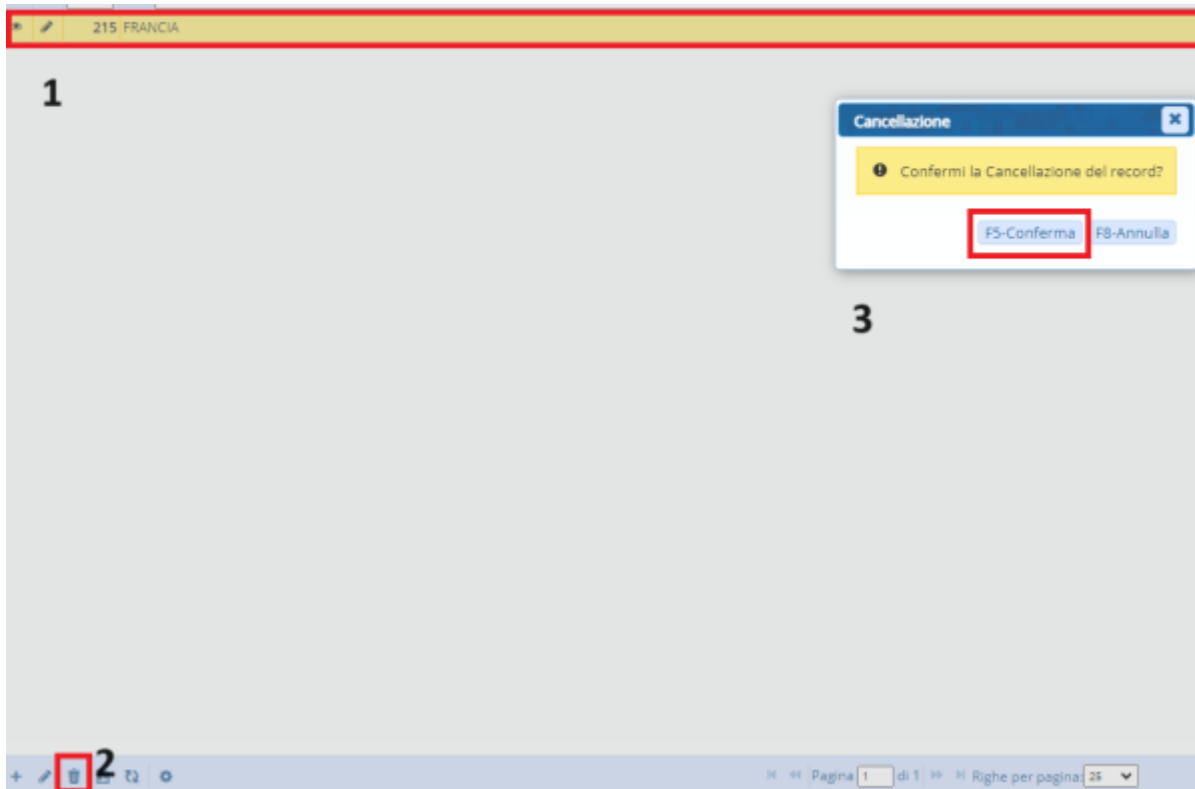 215 FRANCIA
1
Cancellazione
Confermi la Cancellazione del record?
F5-Conferma F8-Annulla
3
2
Pagina 1 di 1 Righe per pagina: 25